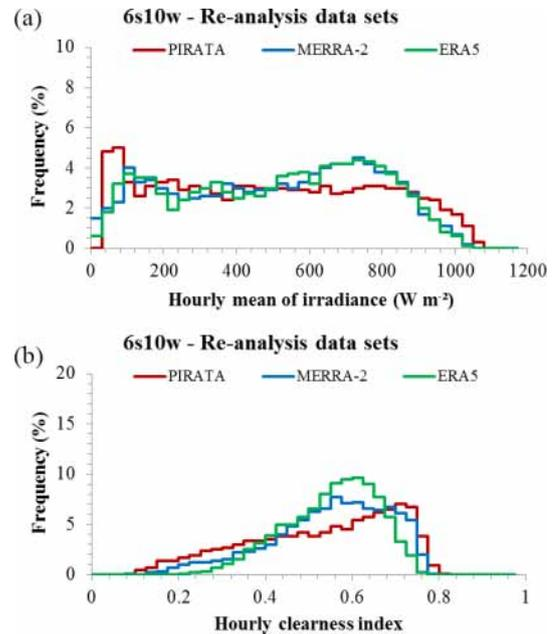 (a)
6s10w - Re-analysis data sets
PIRATA MERRA-2 ERA5
10
8
6
4
2
0
Frequency (%)
0 200 400 600 800 1000 1200
Hourly mean of irradiance (W m⁻²)
(b)
6s10w - Re-analysis data sets
PIRATA MERRA-2 ERA5
20
15
10
5
0
Frequency (%)
0 0.2 0.4 0.6 0.8 1
Hourly clearness index